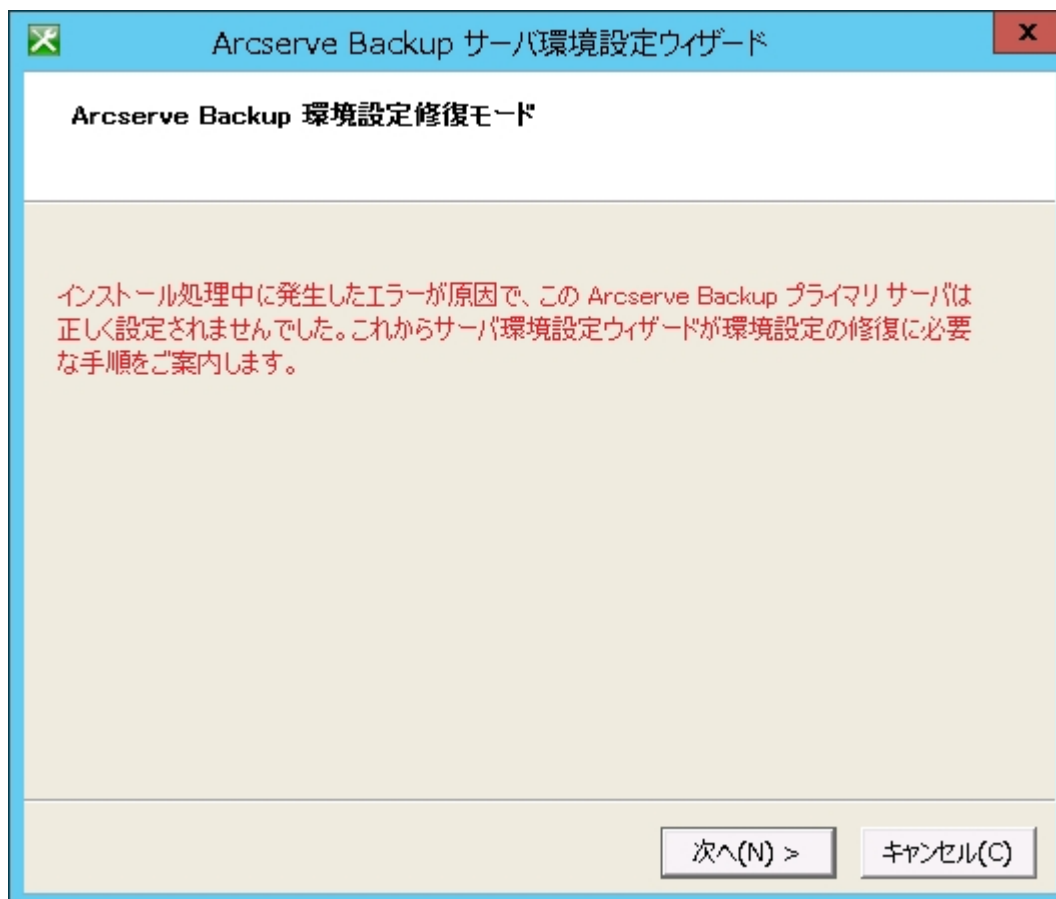 Arcserve Backup サーバ環境設定ウィザード
x
Arcserve Backup 環境設定修復モード
インストール処理中に発生したエラーが原因で、この Arcserve Backup プライマリ サーバは
正しく設定されませんでした。これからサーバ環境設定ウィザードが環境設定の修復に必要
な手順をご案内します。
次へ(N) >
キャンセル(C)